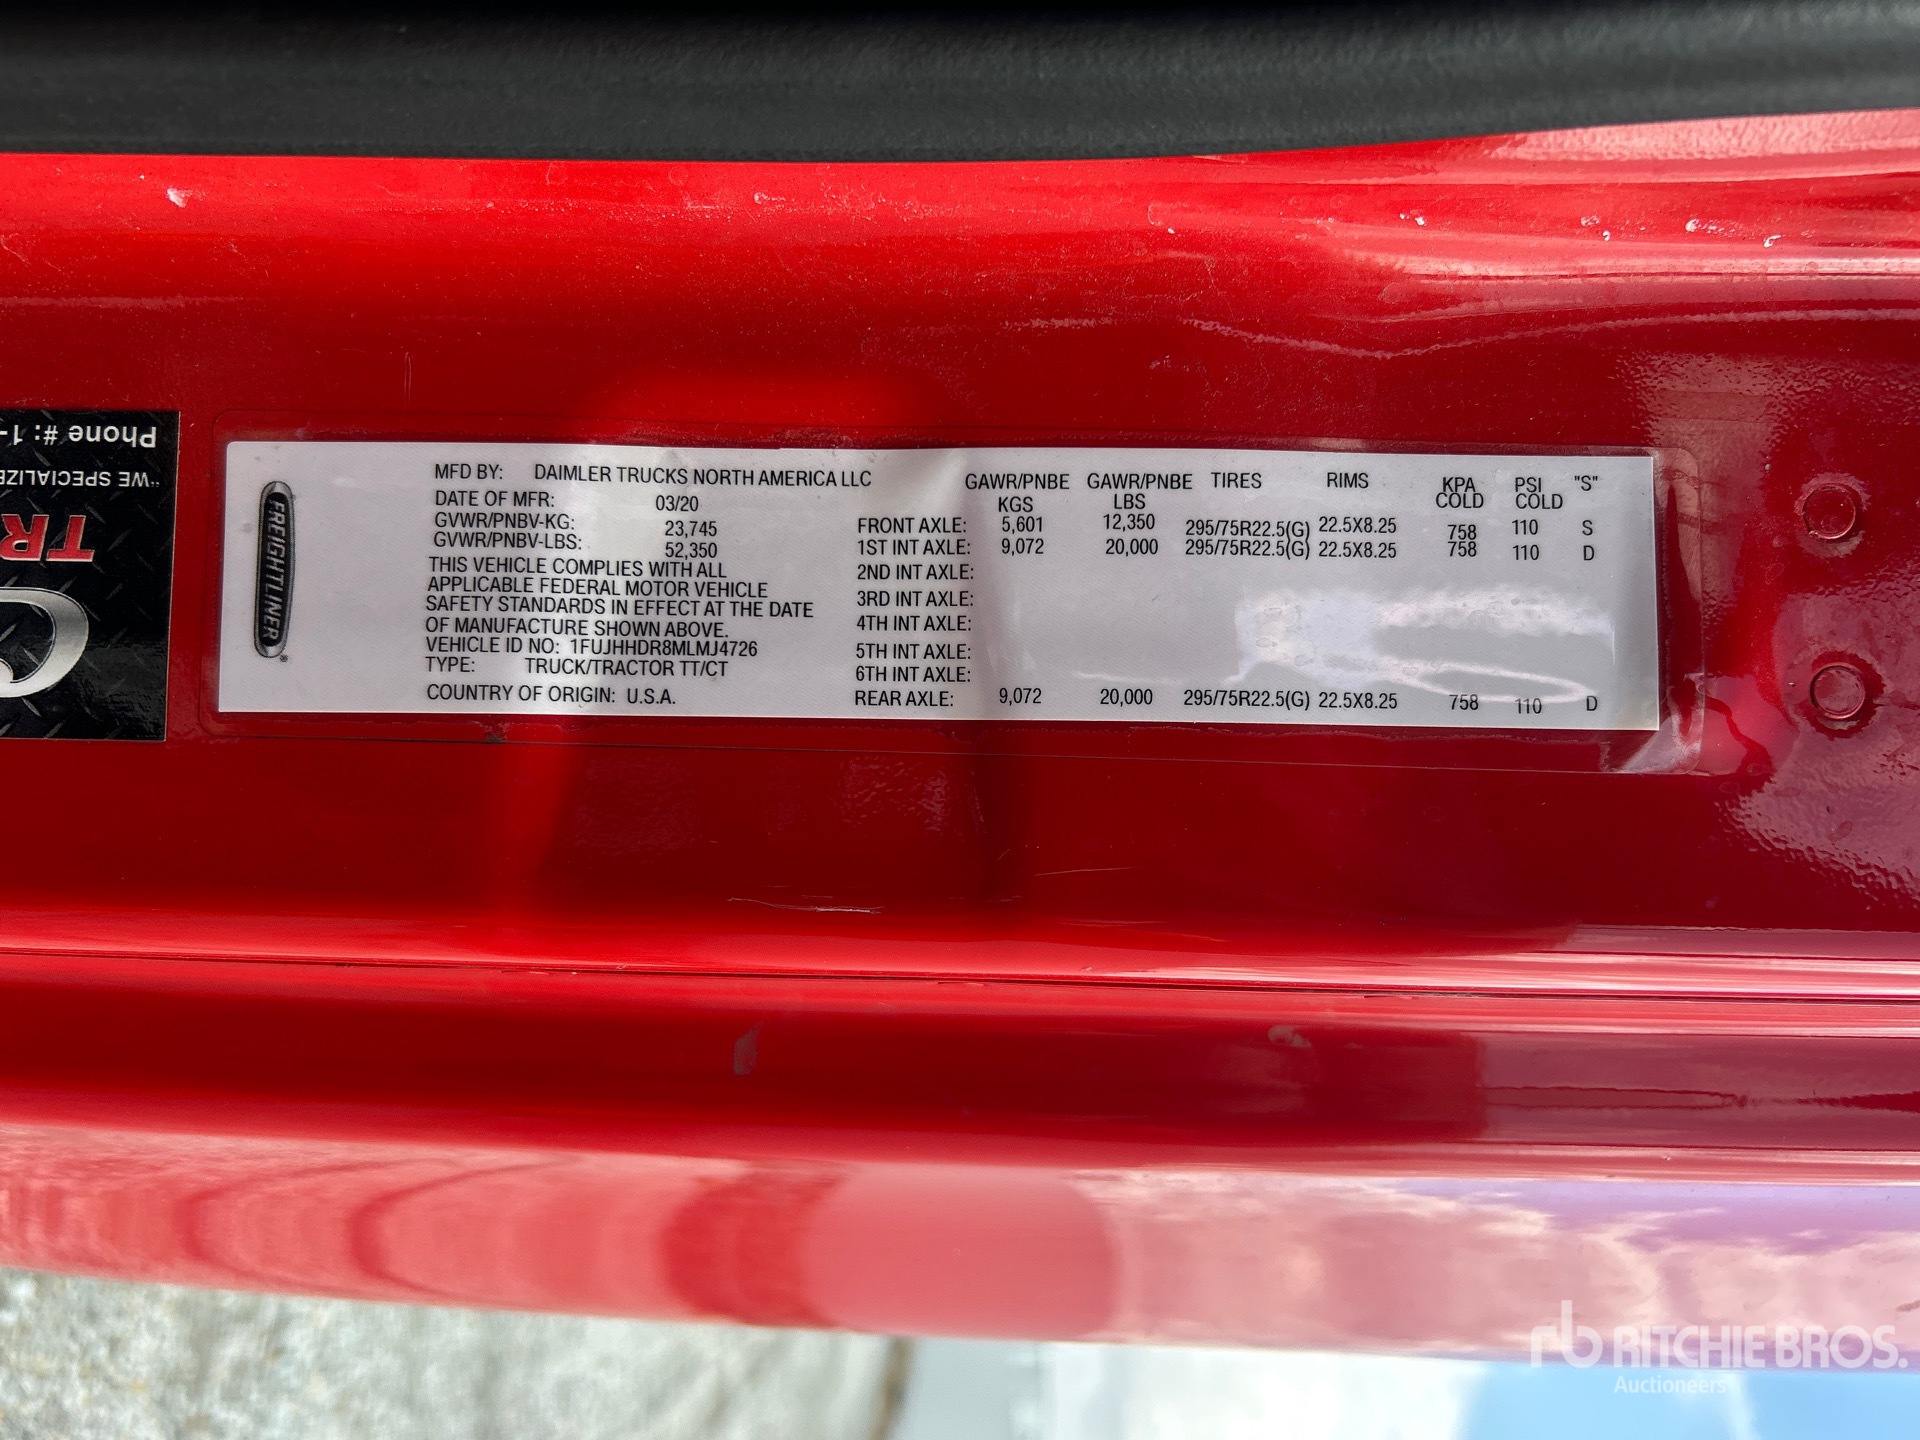 MFD BY: DAIMLER TRUCKS NORTH AMERICA LLC
DATE OF MFR: 03/20
GVWR/PNBV-KG: 23,745
GVWR/PNBV-LBS: 52,350
THIS VEHICLE COMPLIES WITH ALL
APPLICABLE FEDERAL MOTOR VEHICLE
SAFETY STANDARDS IN EFFECT AT THE DATE
OF MANUFACTURE SHOWN ABOVE.
VEHICLE ID NO: 1FUJHHDR8MLMJ4726
TYPE: TRUCK/TRACTOR TT/CT
COUNTRY OF ORIGIN: U.S.A.
GAWR/PNBE GAWR/PNBE TIRES RIMS KPA PSI "S"
KGS LBS COLD COLD
FRONT AXLE: 5,601 12,350 295/75R22.5(G) 22.5X8.25 758 110 S
1ST INT AXLE: 9,072 20,000 295/75R22.5(G) 22.5X8.25 758 110 D
2ND INT AXLE:
3RD INT AXLE:
4TH INT AXLE:
5TH INT AXLE:
6TH INT AXLE:
REAR AXLE: 9,072 20,000 295/75R22.5(G) 22.5X8.25 758 110 D
FREIGHTLINER
Phone #: 1-
"WE SPECIALIZE
TR
rb RITCHIE BROS.
Auctioneers